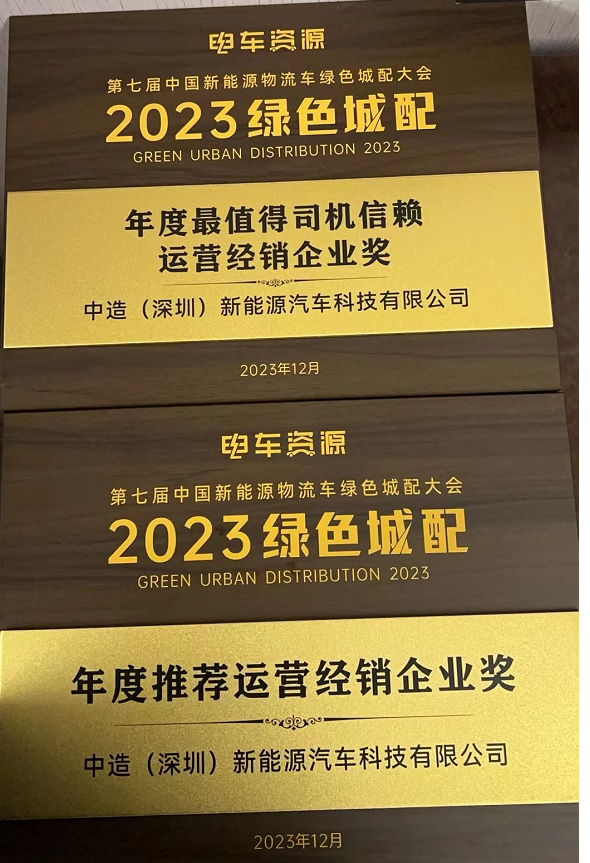 电车资源
第七届中国新能源物流车绿色城配大会
2023绿色城配
GREEN URBAN DISTRIBUTION 2023
年度最值得司机信赖
运营经销企业奖
中造（深圳）新能源汽车科技有限公司
2023年12月
电车资源
第七届中国新能源物流车绿色城配大会
2023绿色城配
GREEN URBAN DISTRIBUTION 2023
年度推荐运营经销企业奖
中造（深圳）新能源汽车科技有限公司
2023年12月